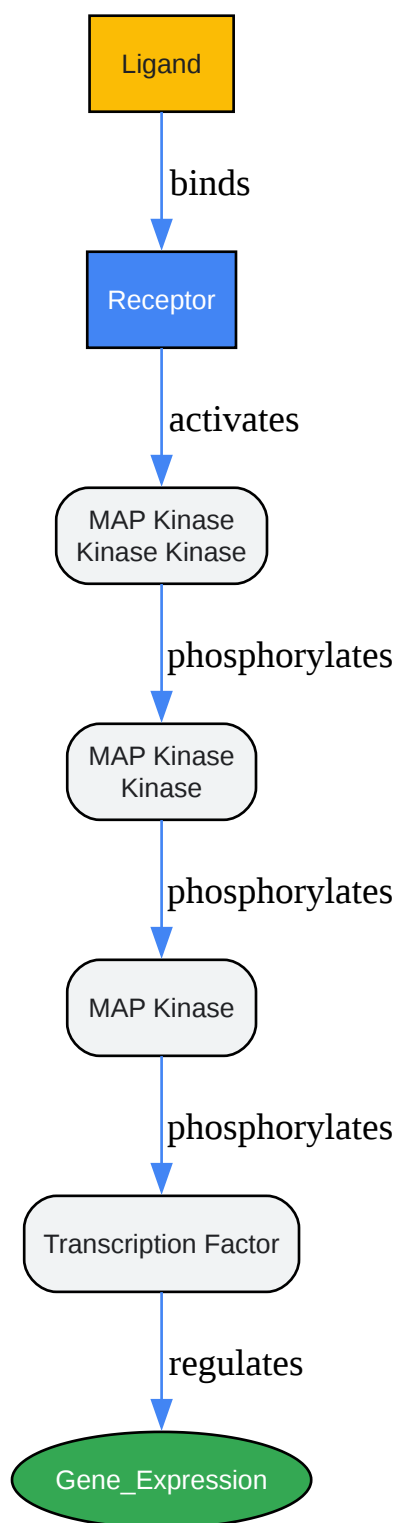 Ligand
binds
Receptor
activates
MAP Kinase
Kinase Kinase
phosphorylates
MAP Kinase
Kinase
phosphorylates
MAP Kinase
phosphorylates
Transcription Factor
regulates
Gene_Expression